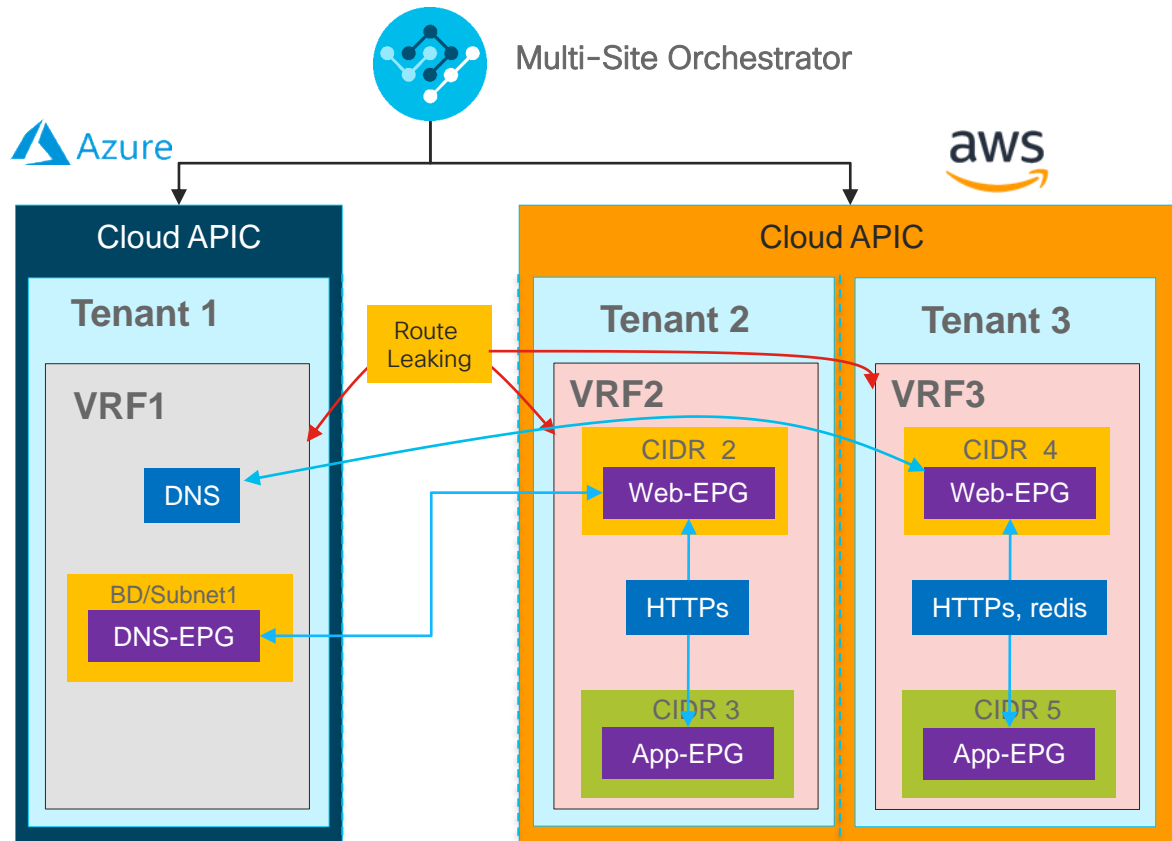 Multi-Site Orchestrator
Azure
aws
Cloud APIC
Cloud APIC
Tenant 1
Route
Leaking
Tenant 2
Tenant 3
VRF1
VRF2
VRF3
CIDR 2
CIDR 4
DNS
Web-EPG
Web-EPG
BD/Subnet1
DNS-EPG
HTTPs
HTTPs, redis
CIDR 3
CIDR 5
App-EPG
App-EPG